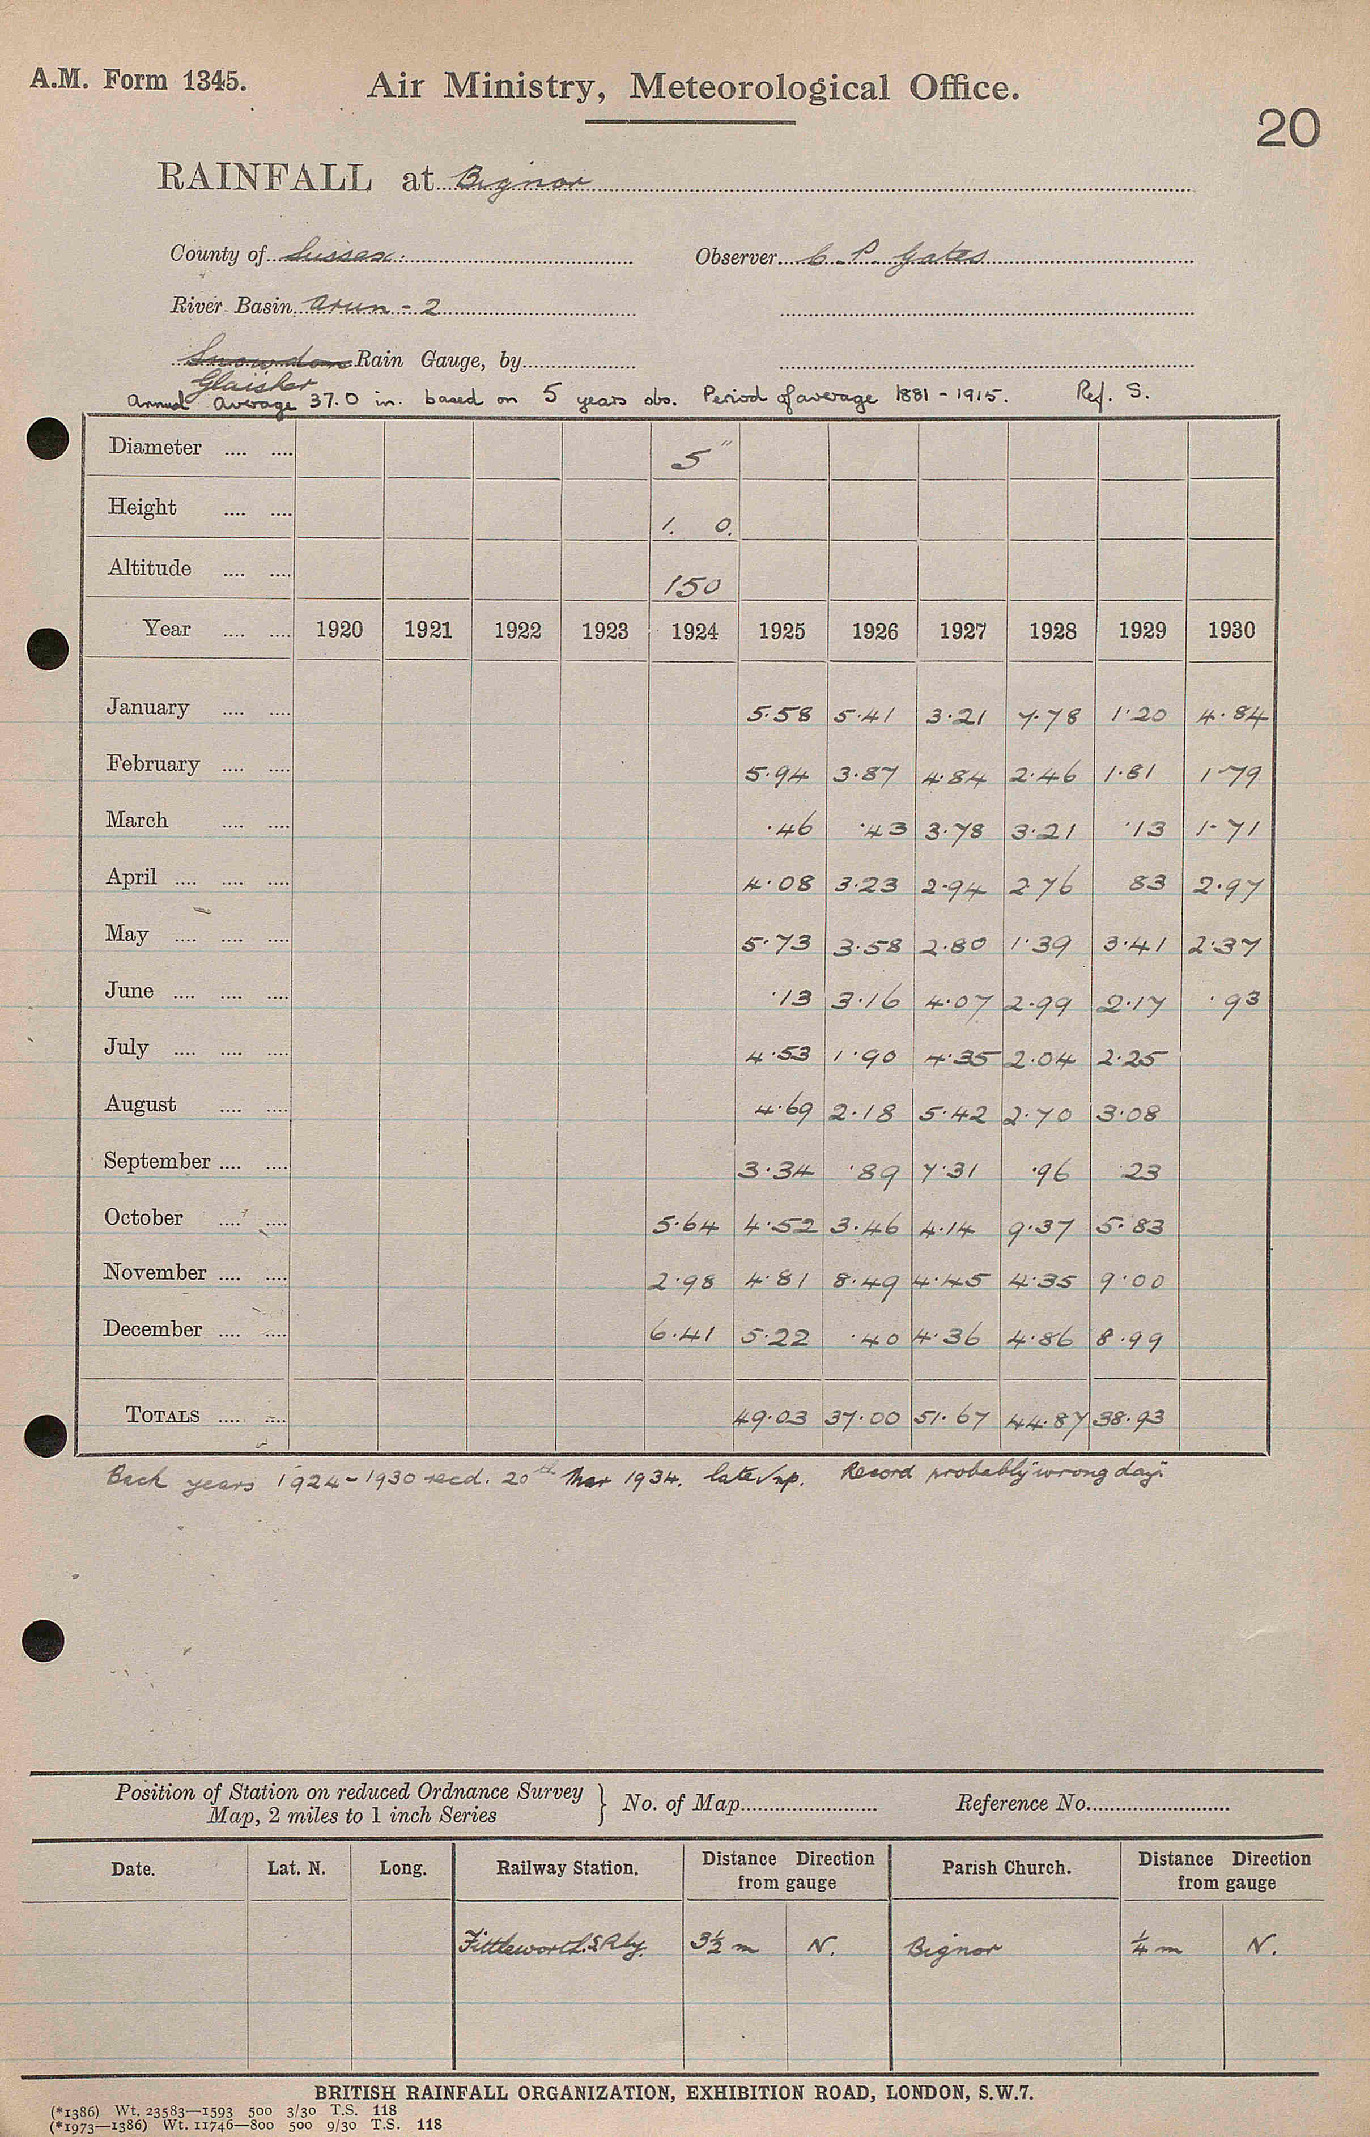 A.M. Form 1345.
Air Ministry, Meteorological Office.
20
RAINFALL at Bignor
County of Sussex. Observer C. P. Gates
River Basin Arun - 2
Snowdon Rain Gauge, by
Glaisher
Annual average 37.0 in. based on 5 years obs. Period of average 1881 - 1915. Ref. S.
Diameter .... .... 5"
Height .... .... 1. 0.
Altitude .... .... 150
Year .... .... 1920 1921 1922 1923 1924 1925 1926 1927 1928 1929 1930
January .... .... 5.58 5.41 3.21 7.78 1.20 4.84
February .... .... 5.94 3.87 4.84 2.46 1.81 1.79
March .... .... .46 .43 3.78 3.21 .13 1.71
April .... .... .... 4.08 3.23 2.94 2.76 83 2.97
May .... .... .... 5.73 3.58 2.80 1.39 3.41 2.37
June .... .... .... .13 3.16 4.07 2.99 2.17 .93
July .... .... .... 4.53 1.90 4.35 2.04 2.25
August .... .... 4.69 2.18 5.42 2.70 3.08
September .... .... 3.34 .89 7.31 .96 23
October .... .... 5.64 4.52 3.46 4.14 9.37 5.83
November .... .... 2.98 4.81 8.49 4.45 4.35 9.00
December .... .... 6.41 5.22 .40 4.36 4.86 8.99
TOTALS .... .... 49.03 37.00 51.67 44.87 38.93
Back years 1924-1930 recd. 20th Mar 1934. late/np. Record probably "wrong day".
Position of Station on reduced Ordnance Survey
Map, 2 miles to 1 inch Series } No. of Map Reference No.
Date. Lat. N. Long. Railway Station. Distance Direction from gauge Parish Church. Distance Direction from gauge
Fittleworth. S Rly. 3½ m N. Bignor ¼ m N.
BRITISH RAINFALL ORGANIZATION, EXHIBITION ROAD, LONDON, S.W.7.
(*1386) Wt. 23583—1593 500 3/30 T.S. 118
(*1973—1386) Wt. 11746—800 500 9/30 T.S. 118